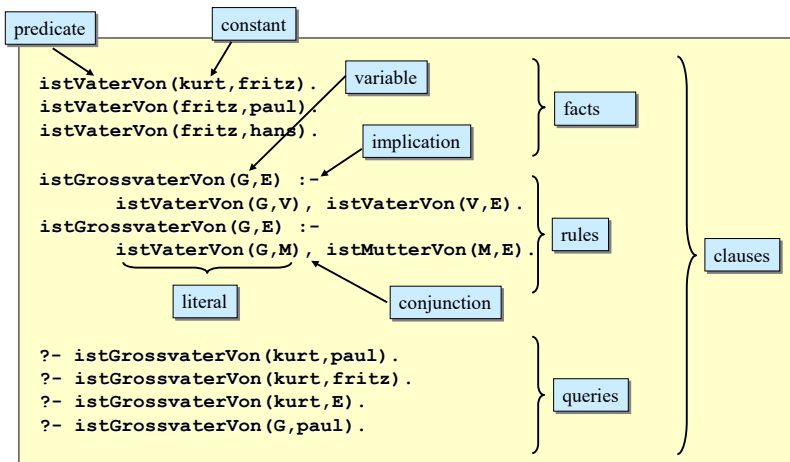 predicate
constant
istVaterVon(kurt,fritz).
variable
istVaterVon(fritz,paul).
facts
istVaterVon(fritz,hans).
implication
istGrossvaterVon(G,E) :-
istVaterVon(G,V), istVaterVon(V,E).
istGrossvaterVon(G,E) :-
rules
istVaterVon(G,M), istMutterVon(M,E).
clauses
literal
conjunction
?- istGrossvaterVon(kurt,paul).
?- istGrossvaterVon(kurt,fritz).
?- istGrossvaterVon(kurt,E).
queries
?- istGrossvaterVon(G,paul).